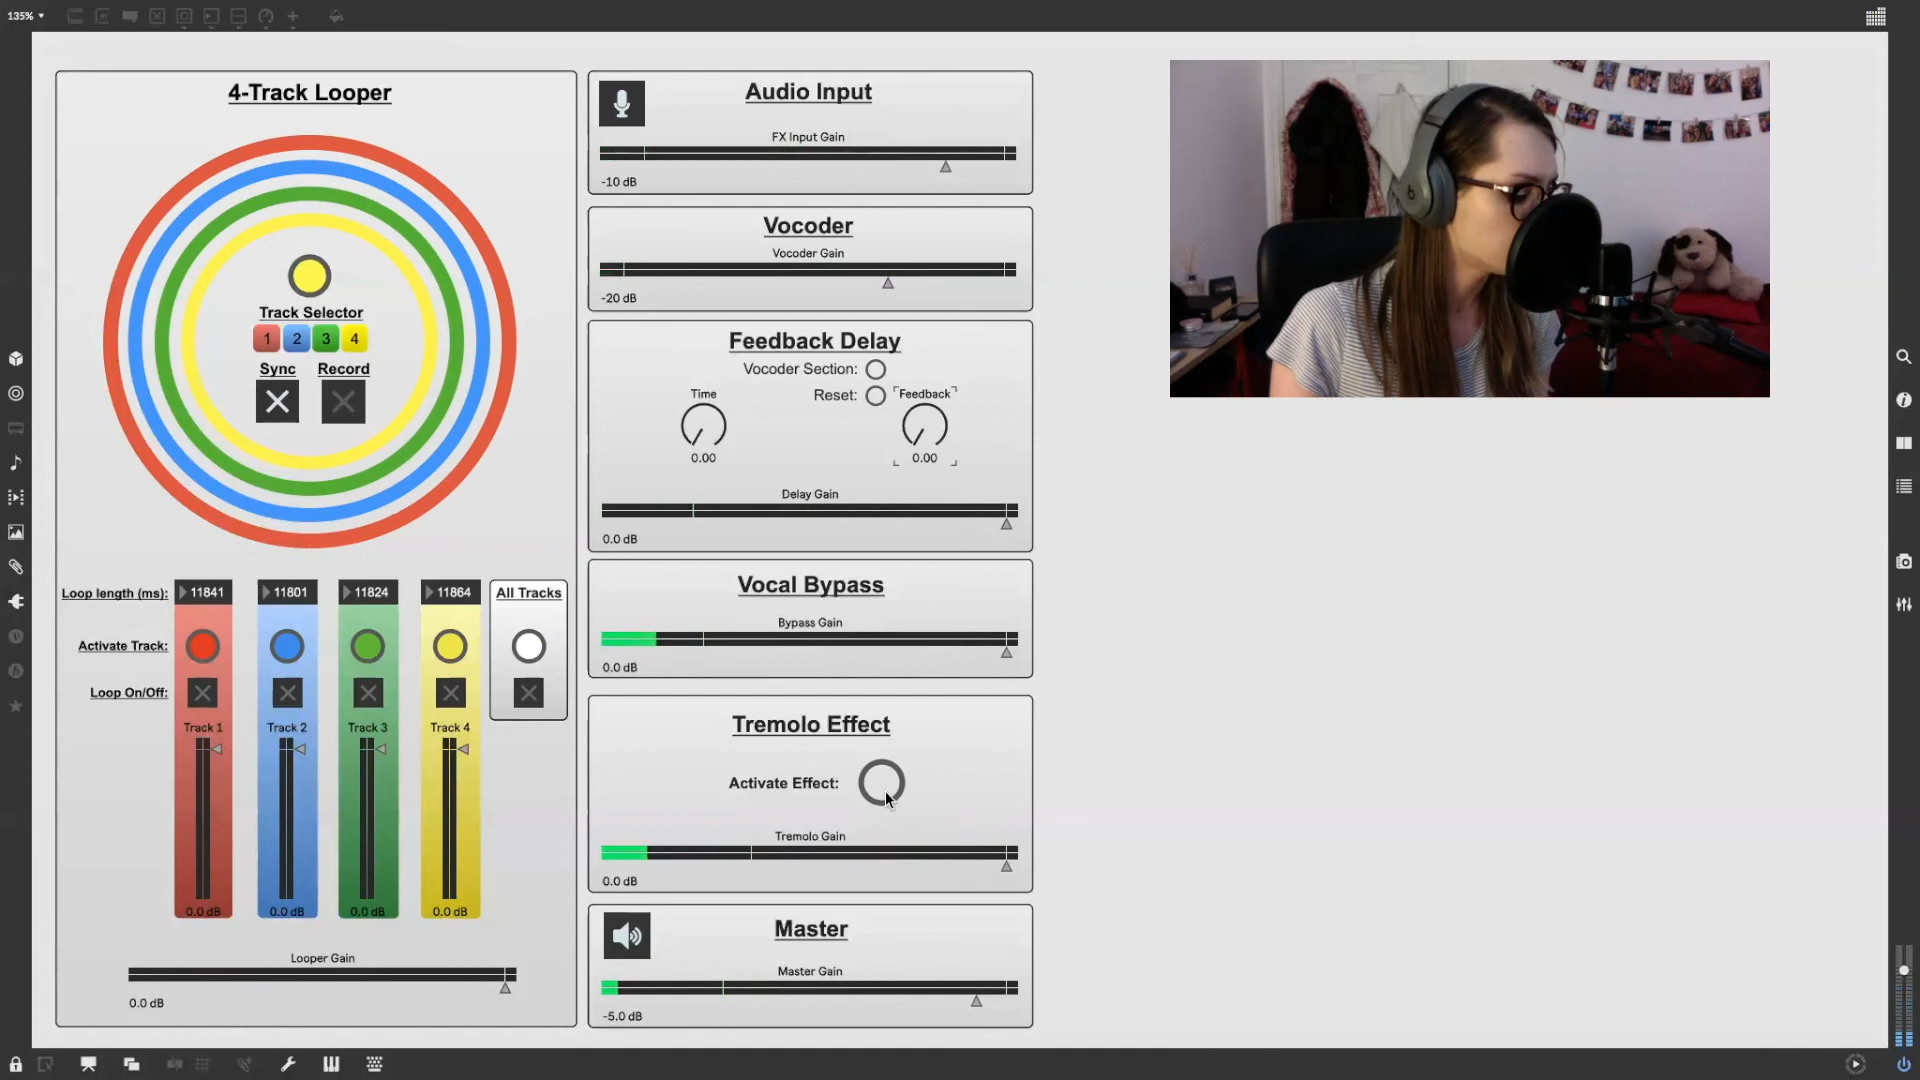 135%
4-Track Looper
Track Selector
1 2 3 4
Sync Record
Loop length (ms): 11841 11801 11824 11864 All Tracks
Activate Track:
Loop On/Off:
Track 1 Track 2 Track 3 Track 4
0.0 dB 0.0 dB 0.0 dB 0.0 dB
Looper Gain
0.0 dB
Audio Input
FX Input Gain
-10 dB
Vocoder
Vocoder Gain
-20 dB
Feedback Delay
Vocoder Section:
Time Reset: Feedback
0.00 0.00
Delay Gain
0.0 dB
Vocal Bypass
Bypass Gain
0.0 dB
Tremolo Effect
Activate Effect:
Tremolo Gain
0.0 dB
Master
Master Gain
-5.0 dB